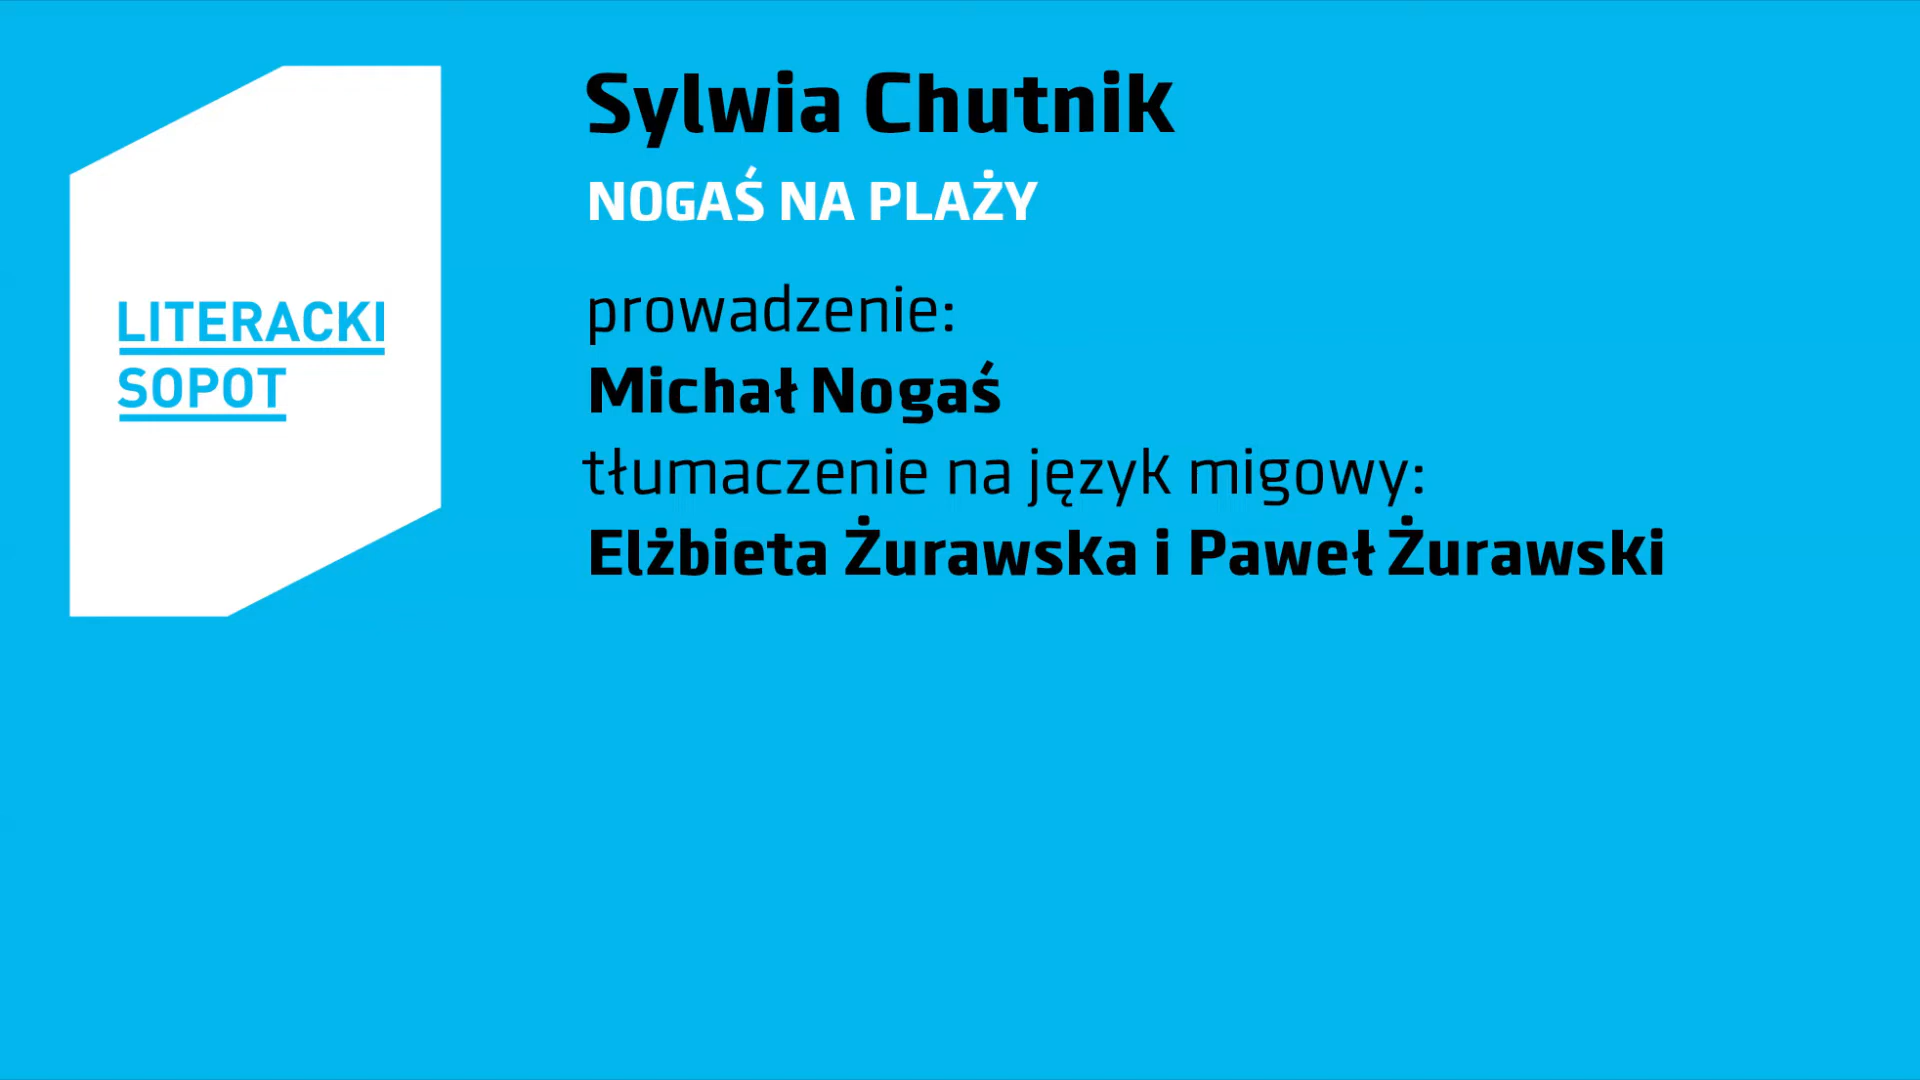 LITERACKI
SOPOT
Sylwia Chutnik
NOGAŚ NA PLAŻY
prowadzenie:
Michał Nogaś
tłumaczenie na język migowy:
Elżbieta Żurawska i Paweł Żurawski